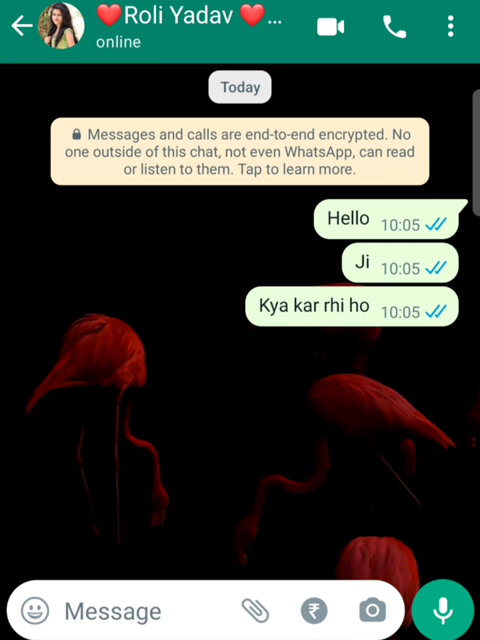 ❤️Roli Yadav ❤️...
online
Today
Messages and calls are end-to-end encrypted. No
one outside of this chat, not even WhatsApp, can read
or listen to them. Tap to learn more.
Hello 10:05
Ji 10:05
Kya kar rhi ho 10:05
Message